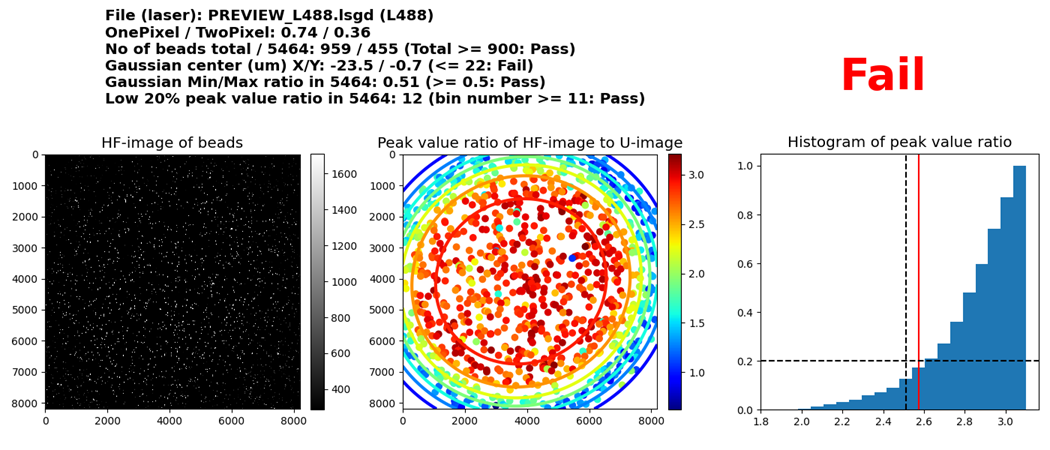 File (laser): PREVIEW_L488.lsgd (L488)
OnePixel / TwoPixel: 0.74 / 0.36
No of beads total / 5464: 959 / 455 (Total >= 900: Pass)
Gaussian center (um) X/Y: -23.5 / -0.7 (<= 22: Fail)
Gaussian Min/Max ratio in 5464: 0.51 (>= 0.5: Pass)
Low 20% peak value ratio in 5464: 12 (bin number >= 11: Pass)
Fail
HF-image of beads
0
1000
2000
3000
4000
5000
6000
7000
8000
0 2000 4000 6000 8000
1600
1400
1200
1000
800
600
400
Peak value ratio of HF-image to U-image
0
1000
2000
3000
4000
5000
6000
7000
8000
0 2000 4000 6000 8000
3.0
2.5
2.0
1.5
1.0
Histogram of peak value ratio
1.0
0.8
0.6
0.4
0.2
0.0
1.8 2.0 2.2 2.4 2.6 2.8 3.0